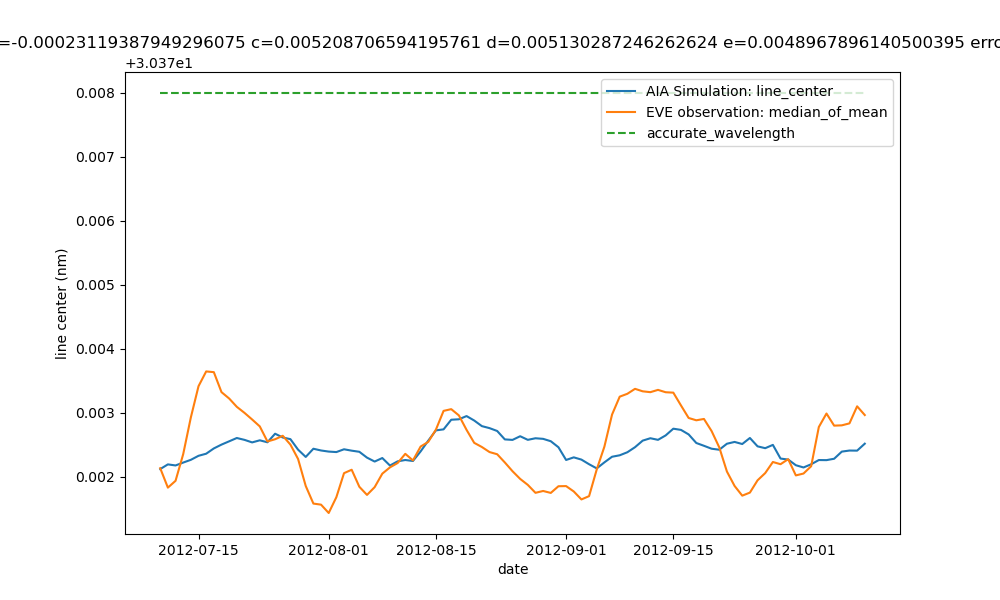 =-0.00023119387949296075 c=0.005208706594195761 d=0.005130287246262624 e=0.0048967896140500395 erro
+3.037e1
0.008
0.007
0.006
0.005
0.004
0.003
0.002
line center (nm)
AIA Simulation: line_center
EVE observation: median_of_mean
accurate_wavelength
2012-07-15 2012-08-01 2012-08-15 2012-09-01 2012-09-15 2012-10-01
date